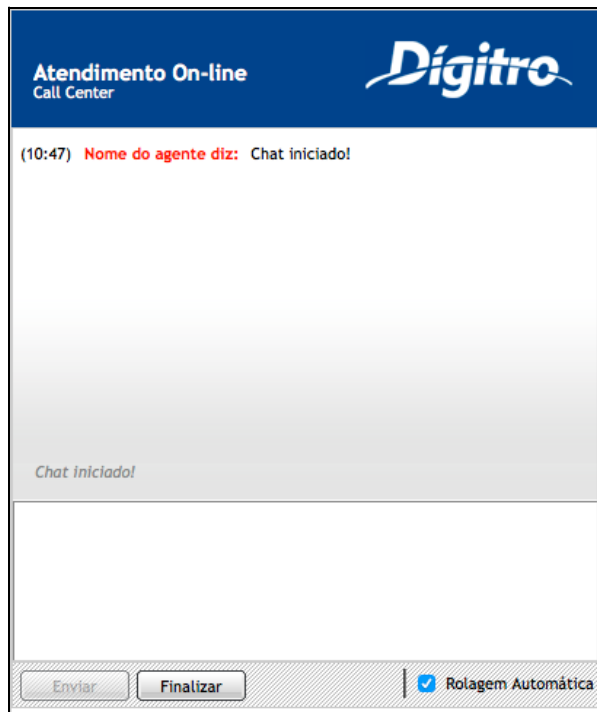 Atendimento On-line
Call Center
Dígitro
(10:47) Nome do agente diz: Chat iniciado!
Chat iniciado!
Enviar
Finalizar
Rolagem Automática